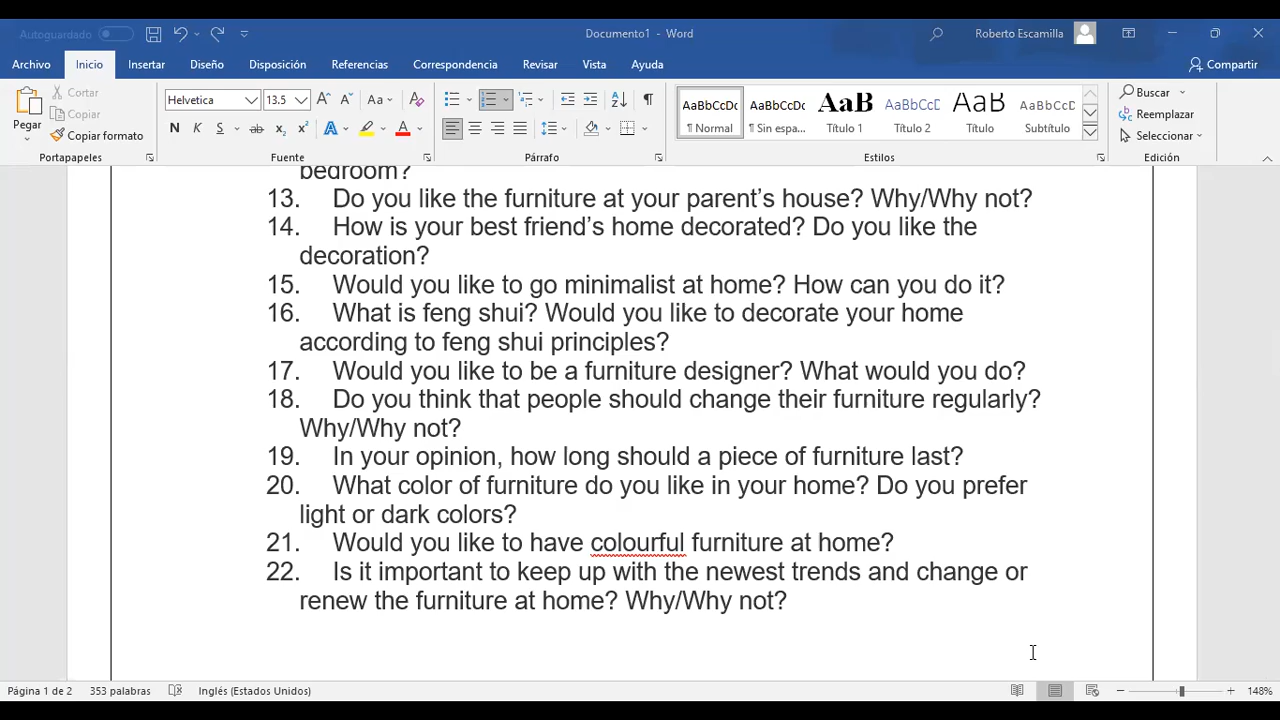 Autoguardado
Documento1 - Word
Roberto Escamilla
Archivo Inicio Insertar Diseño Disposición Referencias Correspondencia Revisar Vista Ayuda Compartir
Pegar
Cortar
Copiar
Copiar formato
Portapapeles
Helvetica 13.5
N K S ab x₂ x²
Fuente
Párrafo
AaBbCcDc ¶ Normal
AaBbCcDc ¶ Sin espa...
AaB Título 1
AaBbCcD Título 2
AaB Título
AaBbCcD Subtítulo
Estilos
Buscar
Reemplazar
Seleccionar
Edición
bedroom?
13. Do you like the furniture at your parent’s house? Why/Why not?
14. How is your best friend’s home decorated? Do you like the
decoration?
15. Would you like to go minimalist at home? How can you do it?
16. What is feng shui? Would you like to decorate your home
according to feng shui principles?
17. Would you like to be a furniture designer? What would you do?
18. Do you think that people should change their furniture regularly?
Why/Why not?
19. In your opinion, how long should a piece of furniture last?
20. What color of furniture do you like in your home? Do you prefer
light or dark colors?
21. Would you like to have colourful furniture at home?
22. Is it important to keep up with the newest trends and change or
renew the furniture at home? Why/Why not?
Página 1 de 2 353 palabras Inglés (Estados Unidos) 148%